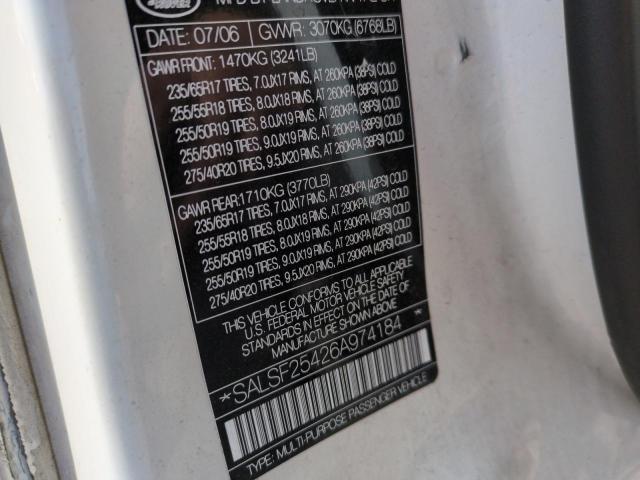 DATE: 07/06 GVWR: 3070KG (6768LB)
GAWR FRONT: 1470KG (3241LB)
235/65R17 TIRES, 7.0JX17 RIMS, AT 260KPA (38PSI) COLD
255/55R18 TIRES, 8.0JX18 RIMS, AT 260KPA (38PSI) COLD
255/50R19 TIRES, 8.0JX19 RIMS, AT 260KPA (38PSI) COLD
255/50R19 TIRES, 9.0JX19 RIMS, AT 260KPA (38PSI) COLD
275/40R20 TIRES, 9.5JX20 RIMS, AT 260KPA (38PSI) COLD
GAWR REAR: 1710KG (3770LB)
235/65R17 TIRES, 7.0JX17 RIMS, AT 290KPA (42PSI) COLD
255/55R18 TIRES, 8.0JX18 RIMS, AT 290KPA (42PSI) COLD
255/50R19 TIRES, 8.0JX19 RIMS, AT 290KPA (42PSI) COLD
255/50R19 TIRES, 9.0JX19 RIMS, AT 290KPA (42PSI) COLD
275/40R20 TIRES, 9.5JX20 RIMS, AT 290KPA (42PSI) COLD
THIS VEHICLE CONFORMS TO ALL APPLICABLE
U.S. FEDERAL MOTOR VEHICLE SAFETY
STANDARDS IN EFFECT ON THE DATE OF
MANUFACTURE SHOWN ABOVE
*SALSF25426A974184*
TYPE: MULTI-PURPOSE PASSENGER VEHICLE